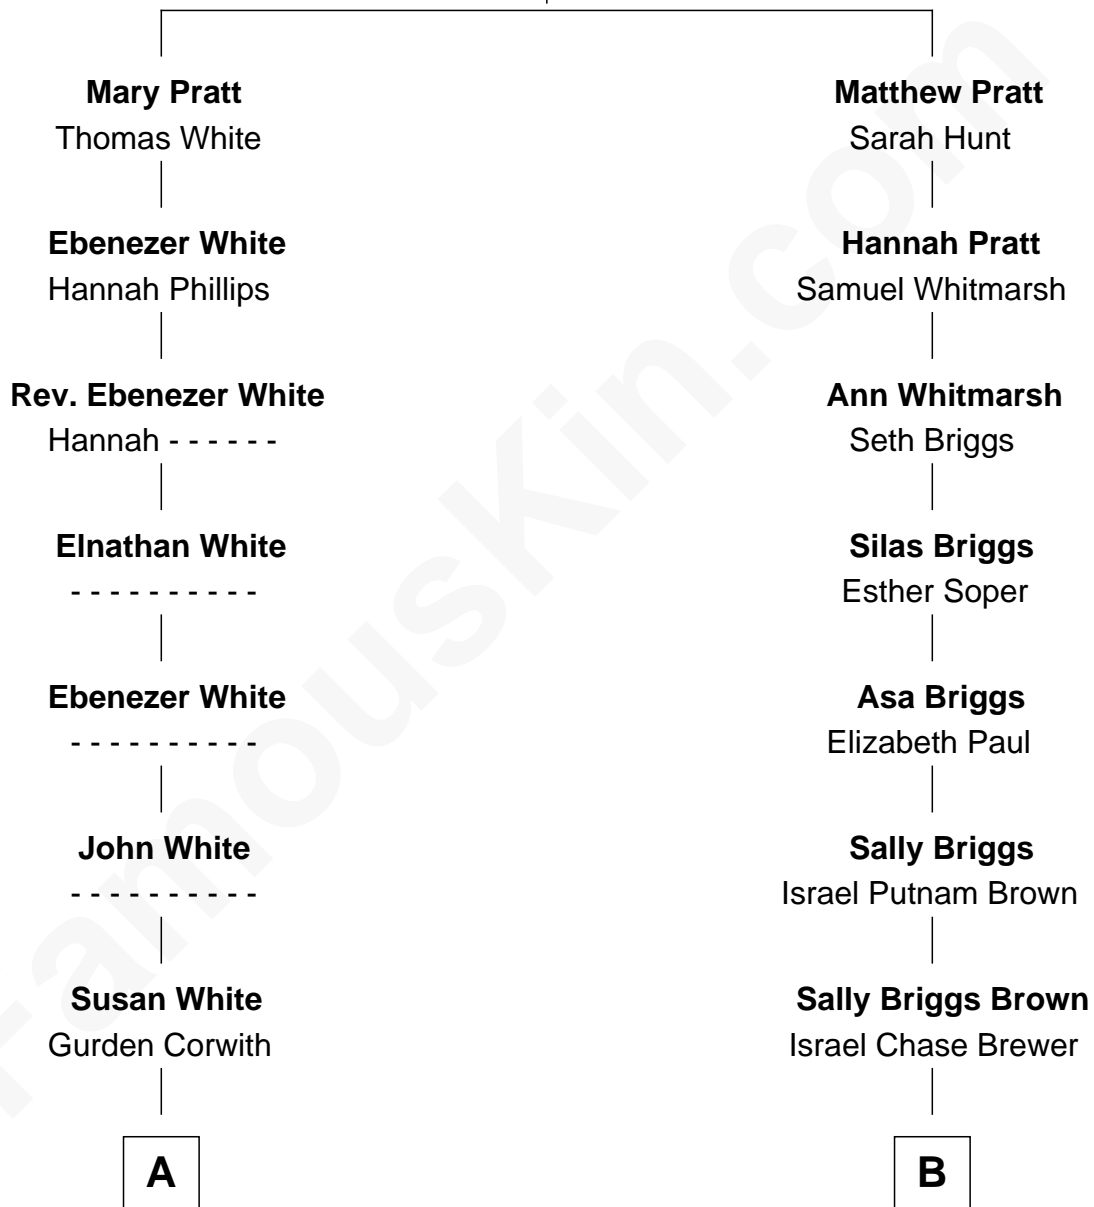 Mary Pratt
Thomas White
Matthew Pratt
Sarah Hunt
Ebenezer White
Hannah Phillips
Hannah Pratt
Samuel Whitmarsh
Rev. Ebenezer White
Hannah - - - - - -
Ann Whitmarsh
Seth Briggs
Elnathan White
- - - - - - - - - -
Silas Briggs
Esther Soper
Ebenezer White
- - - - - - - - - -
Asa Briggs
Elizabeth Paul
John White
- - - - - - - - - -
Sally Briggs
Israel Putnam Brown
Susan White
Gurden Corwith
Sally Briggs Brown
Israel Chase Brewer
A
B
FamousKin.com